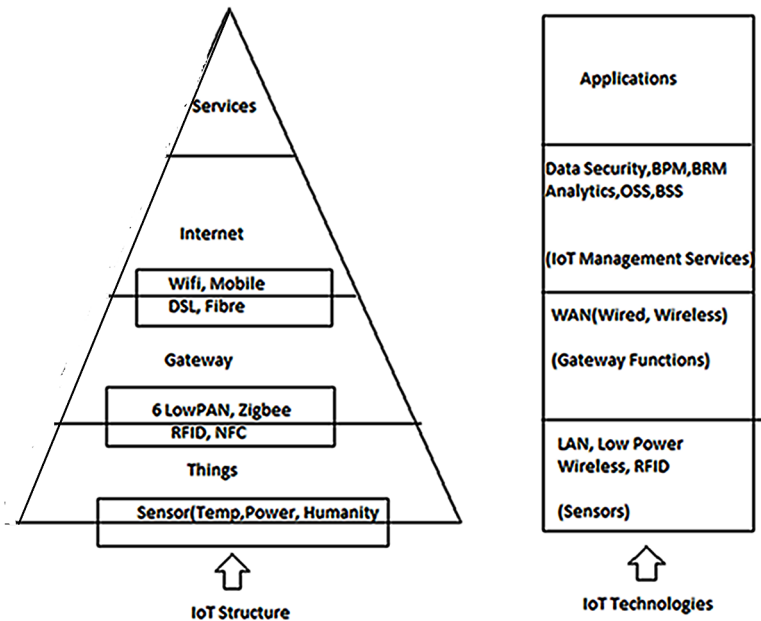 Services
Internet
Wifi, Mobile
DSL, Fibre
Gateway
6 LowPAN, Zigbee
RFID, NFC
Things
Sensor(Temp,Power, Humanity
IoT Structure
Applications
Data Security,BPM,BRM
Analytics,OSS,BSS
(IoT Management Services)
WAN(Wired, Wireless)
(Gateway Functions)
LAN, Low Power
Wireless, RFID
(Sensors)
IoT Technologies